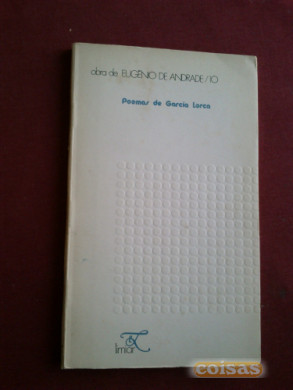 obra de EUGÉNIO DE ANDRADE/10
Poemas de García Lorca
limiar
coisas